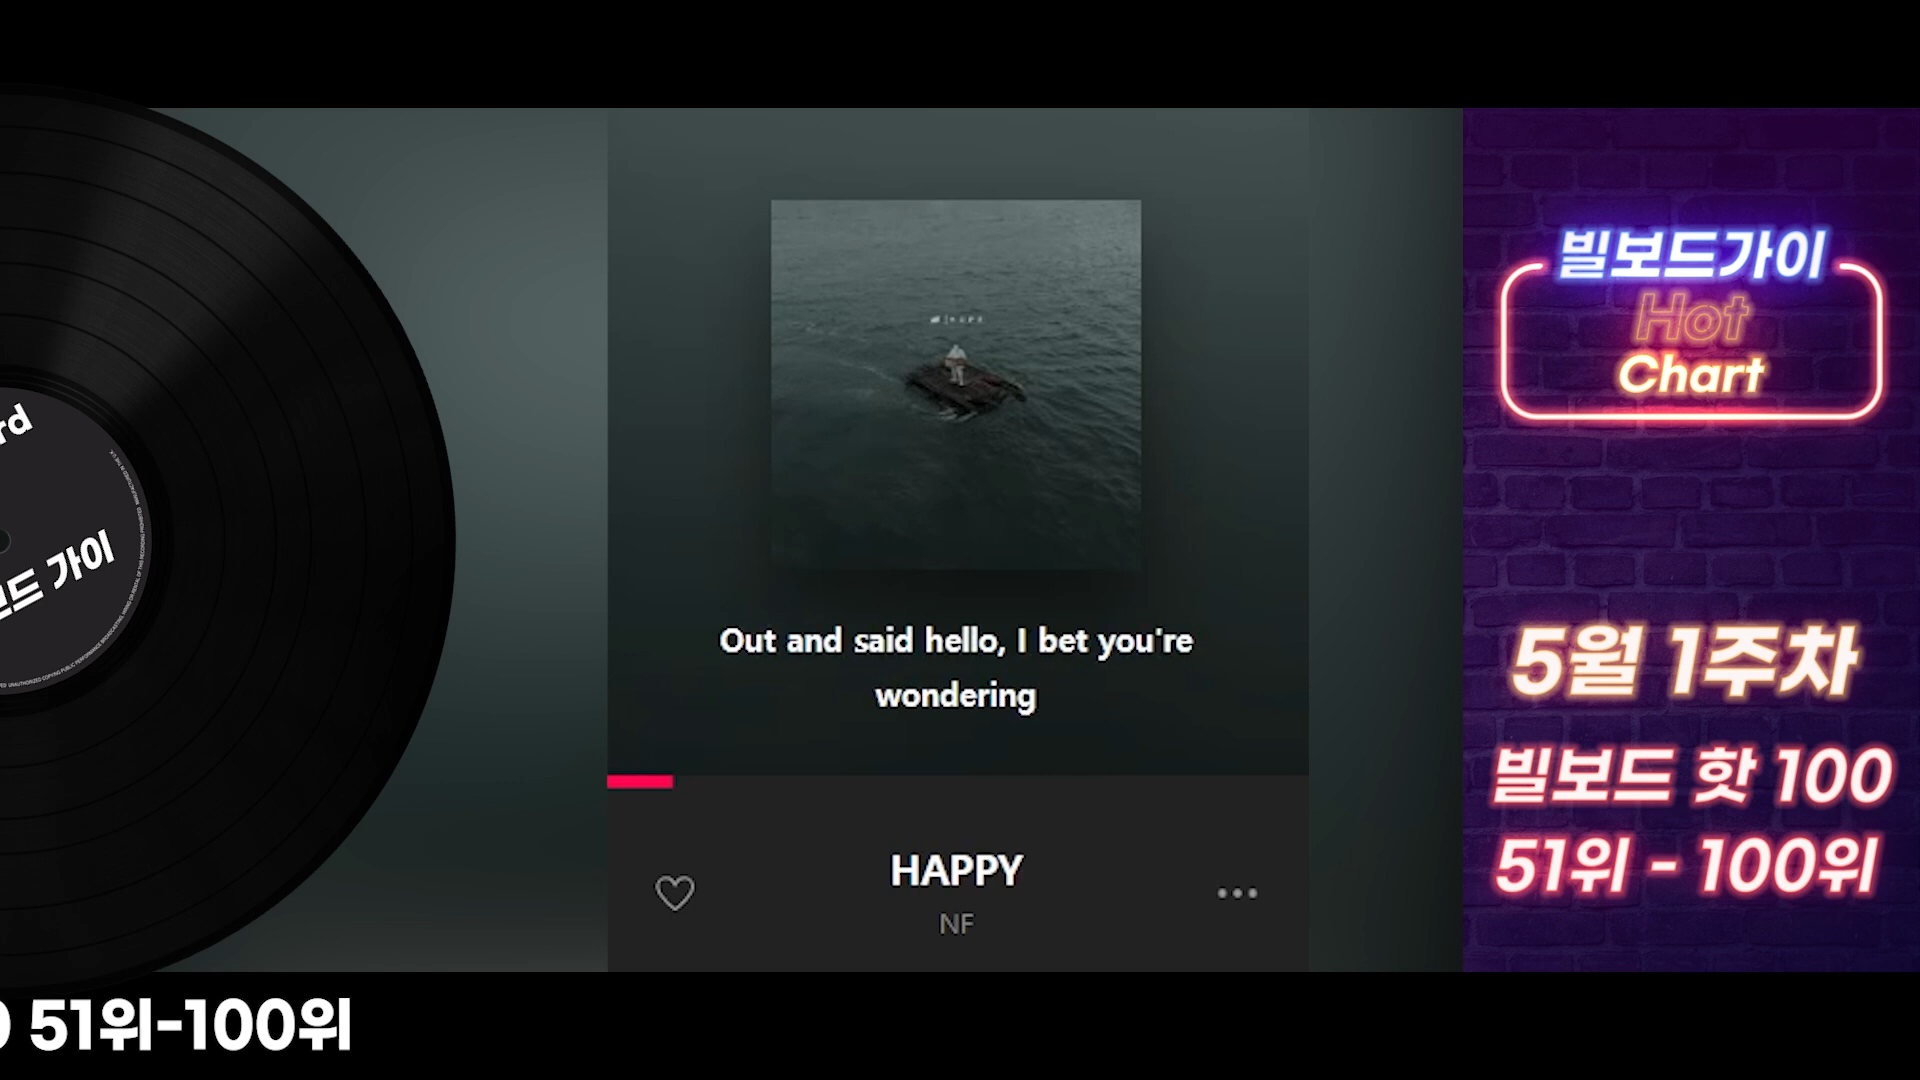 rd
드 가이
HOPE
Out and said hello, I bet you're
wondering
HAPPY
NF
빌보드가이
Hot
Chart
5월 1주차
빌보드 핫 100
51위 - 100위
51위-100위